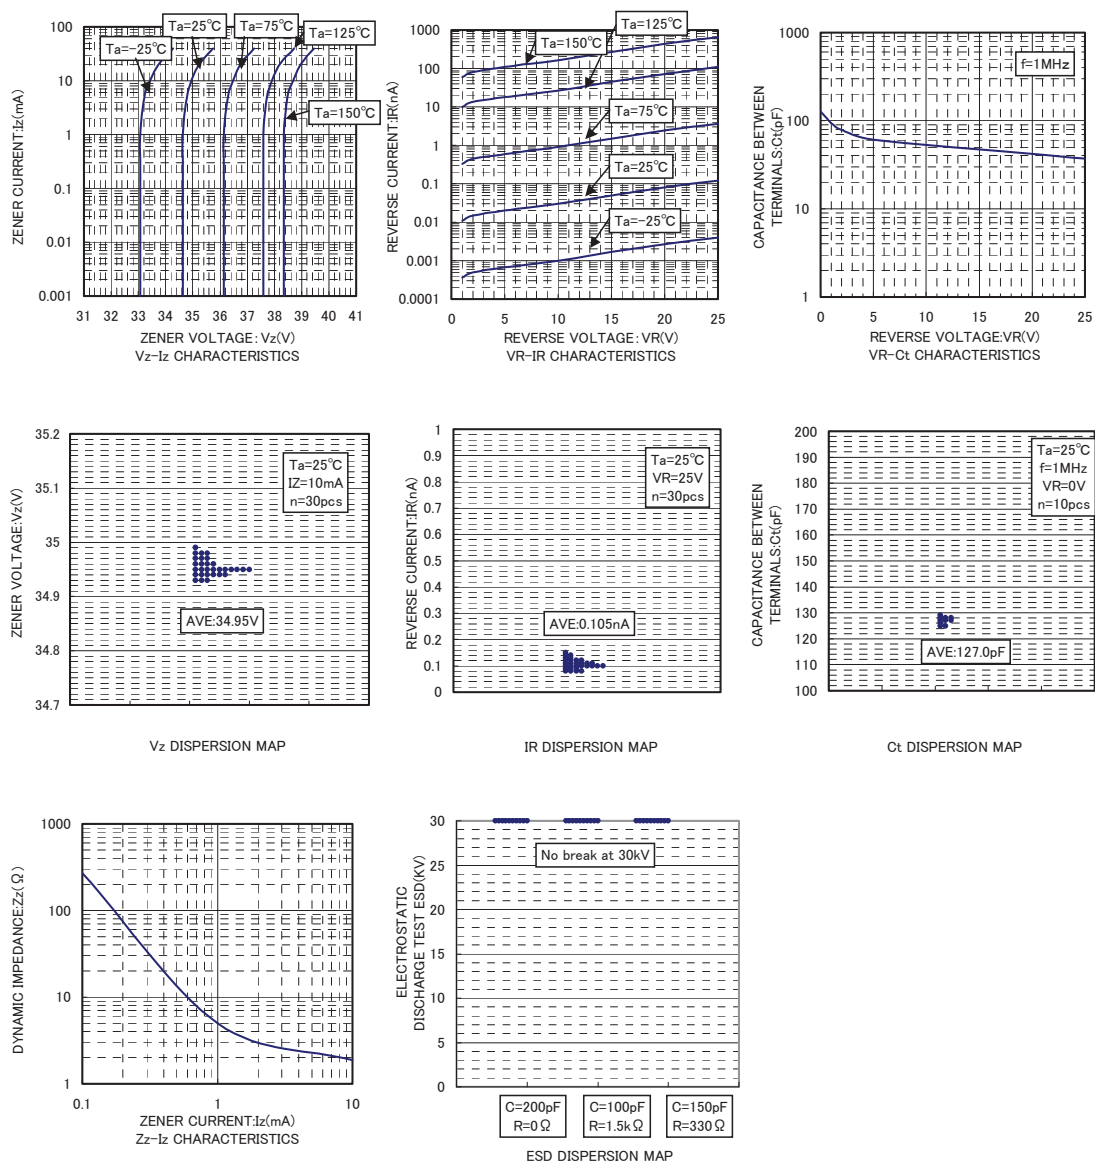 100
10
1
0.1
0.01
0.001
31 32 33 34 35 36 37 38 39 40 41
Ta=-25℃
Ta=25℃
Ta=75℃
Ta=125℃
Ta=150℃
ZENER CURRENT:Iz(mA)
ZENER VOLTAGE:Vz(V)
Vz-Iz CHARACTERISTICS
1000
100
10
1
0.1
0.01
0.001
0.0001
0 5 10 15 20 25
Ta=125℃
Ta=150℃
Ta=75℃
Ta=25℃
Ta=-25℃
REVERSE CURRENT:IR(nA)
REVERSE VOLTAGE:VR(V)
VR-IR CHARACTERISTICS
1000
100
10
1
0 5 10 15 20 25
f=1MHz
CAPACITANCE BETWEEN
TERMINALS:Ct(pF)
REVERSE VOLTAGE:VR(V)
VR-Ct CHARACTERISTICS
35.2
35.1
35
34.9
34.8
34.7
Ta=25℃
IZ=10mA
n=30pcs
AVE:34.95V
ZENER VOLTAGE:Vz(V)
Vz DISPERSION MAP
1
0.9
0.8
0.7
0.6
0.5
0.4
0.3
0.2
0.1
0
Ta=25℃
VR=25V
n=30pcs
AVE:0.105nA
REVERSE CURRENT:IR(nA)
IR DISPERSION MAP
200
190
180
170
160
150
140
130
120
110
100
Ta=25℃
f=1MHz
VR=0V
n=10pcs
AVE:127.0pF
CAPACITANCE BETWEEN
TERMINALS:Ct(pF)
Ct DISPERSION MAP
1000
100
10
1
0.1 1 10
DYNAMIC IMPEDANCE:Zz(Ω)
ZENER CURRENT:Iz(mA)
Zz-Iz CHARACTERISTICS
30
25
20
15
10
5
0
No break at 30kV
ELECTROSTATIC
DISCHARGE TEST ESD(KV)
C=200pF
R=0Ω
C=100pF
R=1.5kΩ
C=150pF
R=330Ω
ESD DISPERSION MAP